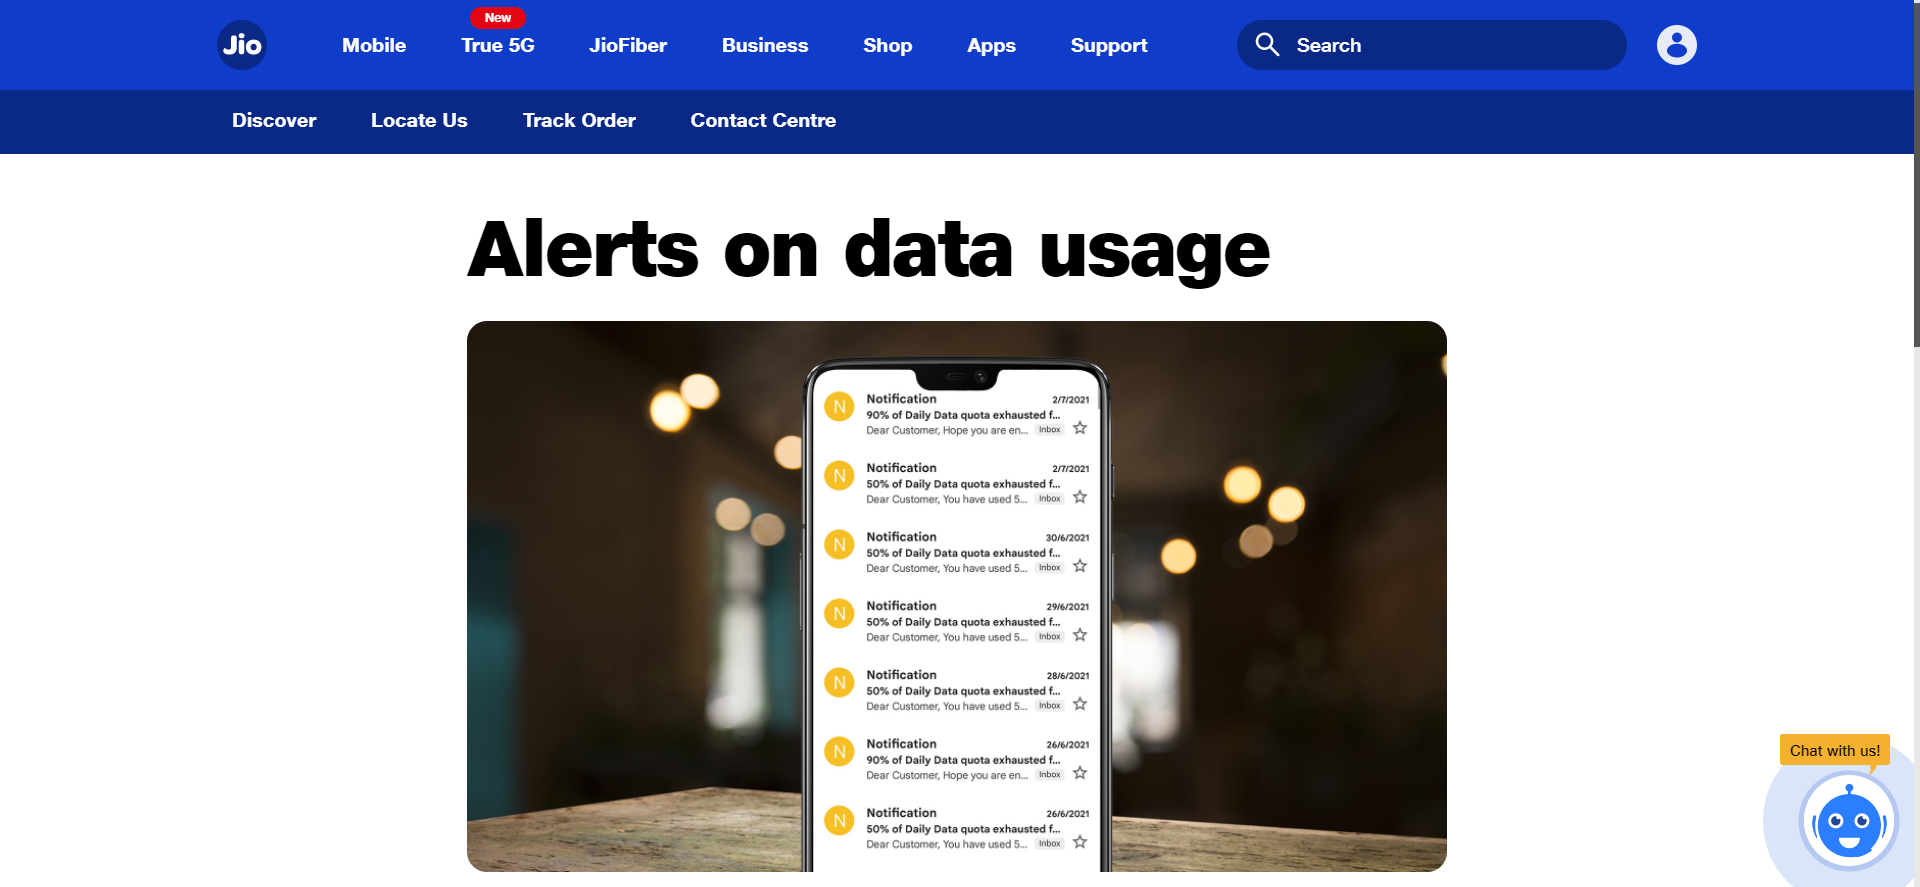 New
Jio Mobile True 5G JioFiber Business Shop Apps Support Search
Discover Locate Us Track Order Contact Centre
Alerts on data usage
N Notification 2/7/2021
90% of Daily Data quota exhausted f...
Dear Customer, Hope you are en... Inbox
N Notification 2/7/2021
50% of Daily Data quota exhausted f...
Dear Customer, You have used 5... Inbox
N Notification 30/6/2021
50% of Daily Data quota exhausted f...
Dear Customer, You have used 5... Inbox
N Notification 29/6/2021
50% of Daily Data quota exhausted f...
Dear Customer, You have used 5... Inbox
N Notification 28/6/2021
50% of Daily Data quota exhausted f...
Dear Customer, You have used 5... Inbox
N Notification 26/6/2021
90% of Daily Data quota exhausted f...
Dear Customer, Hope you are en... Inbox
N Notification 26/6/2021
50% of Daily Data quota exhausted f...
Dear Customer, You have used 5... Inbox
Chat with us!